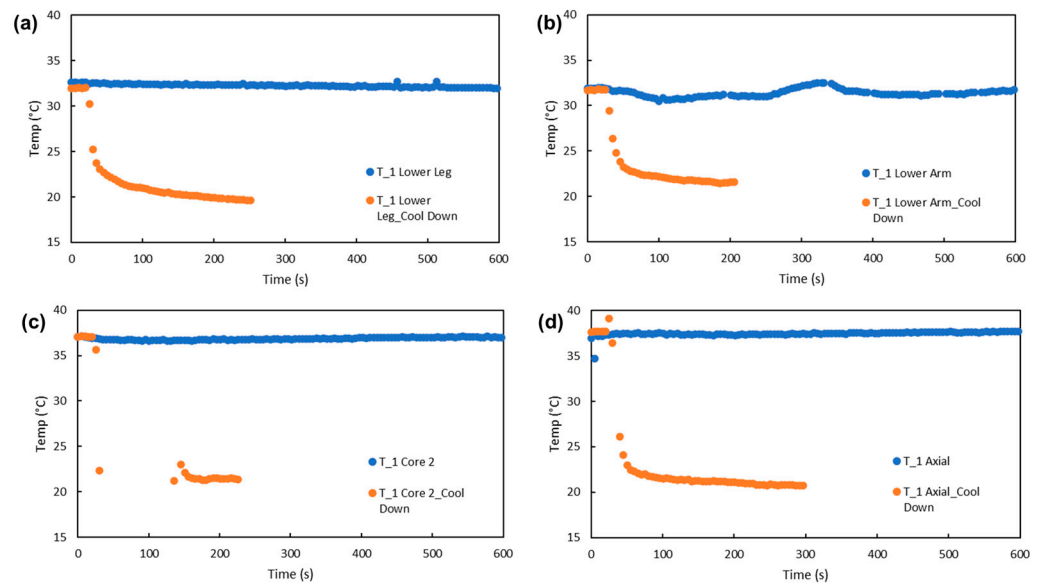 (a)
40
35
30
25
20
15
Temp (°C)
T_1 Lower Leg
T_1 Lower
Leg_Cool Down
0 100 200 300 400 500 600
Time (s)
(b)
40
35
30
25
20
15
Temp (°C)
T_1 Lower Arm
T_1 Lower Arm_Cool
Down
0 100 200 300 400 500 600
Time (s)
(c)
40
35
30
25
20
15
Temp (°C)
T_1 Core 2
T_1 Core 2_Cool
Down
0 100 200 300 400 500 600
Time (s)
(d)
40
35
30
25
20
15
Temp (°C)
T_1 Axial
T_1 Axial_Cool
Down
0 100 200 300 400 500 600
Time (s)